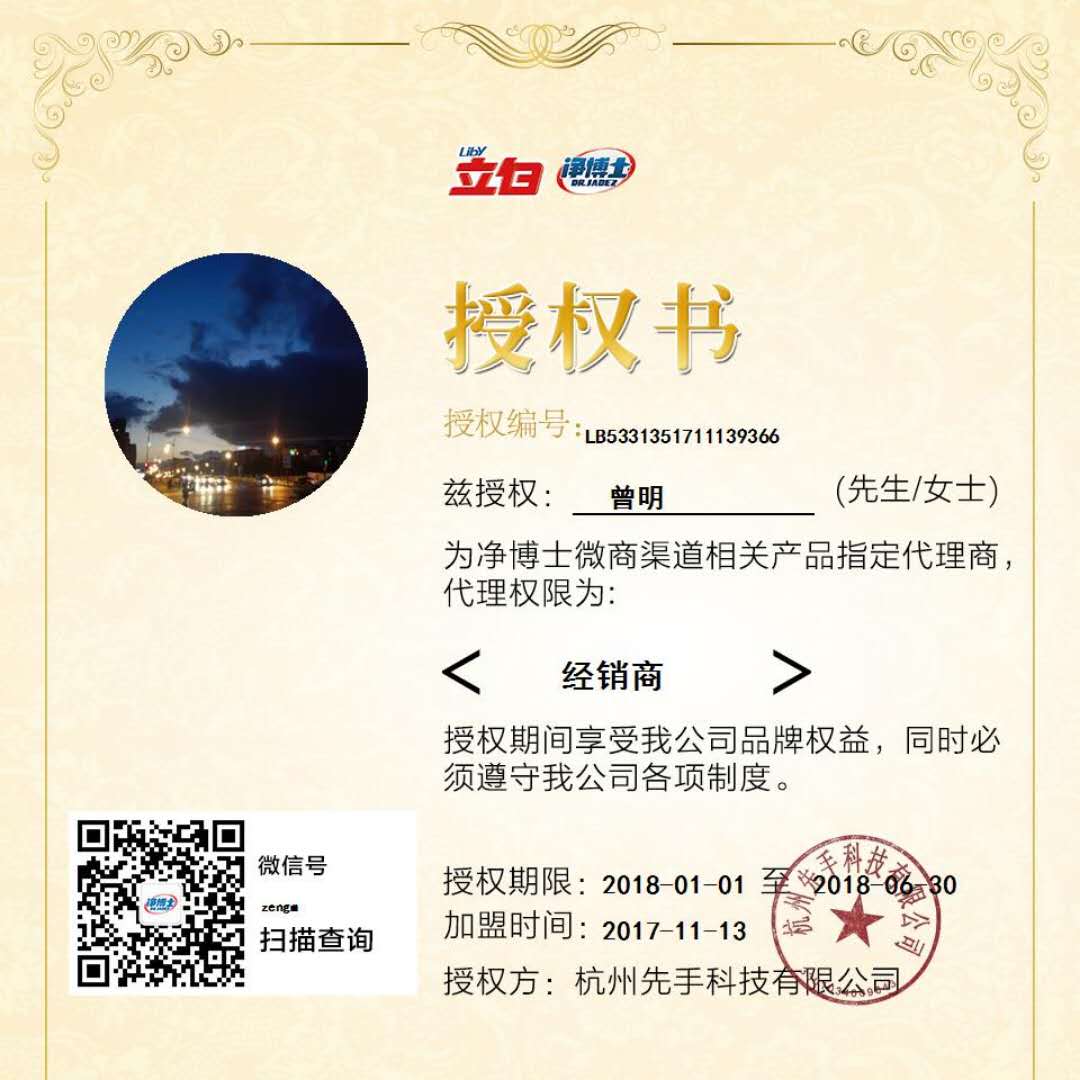 Liby
立白
净博士
DR.JABEZ
授权书
授权编号:LB5331351711139366
兹授权: 曾明 (先生/女士)
为净博士微商渠道相关产品指定代理商,
代理权限为:
< 经销商 >
授权期间享受我公司品牌权益,同时必
须遵守我公司各项制度。
微信号
zengm
扫描查询
净博士
授权期限: 2018-01-01 至 2018-06-30
加盟时间: 2017-11-13
授权方: 杭州先手科技有限公司
杭州先手科技有限公司